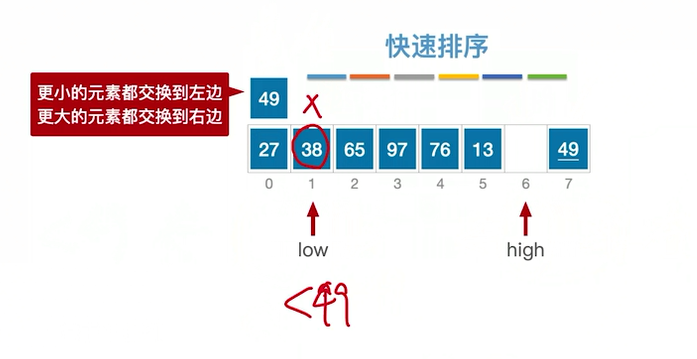 快速排序
更小的元素都交换到左边
更大的元素都交换到右边
49
x
27 38 65 97 76 13 49
0 1 2 3 4 5 6 7
low high
<49